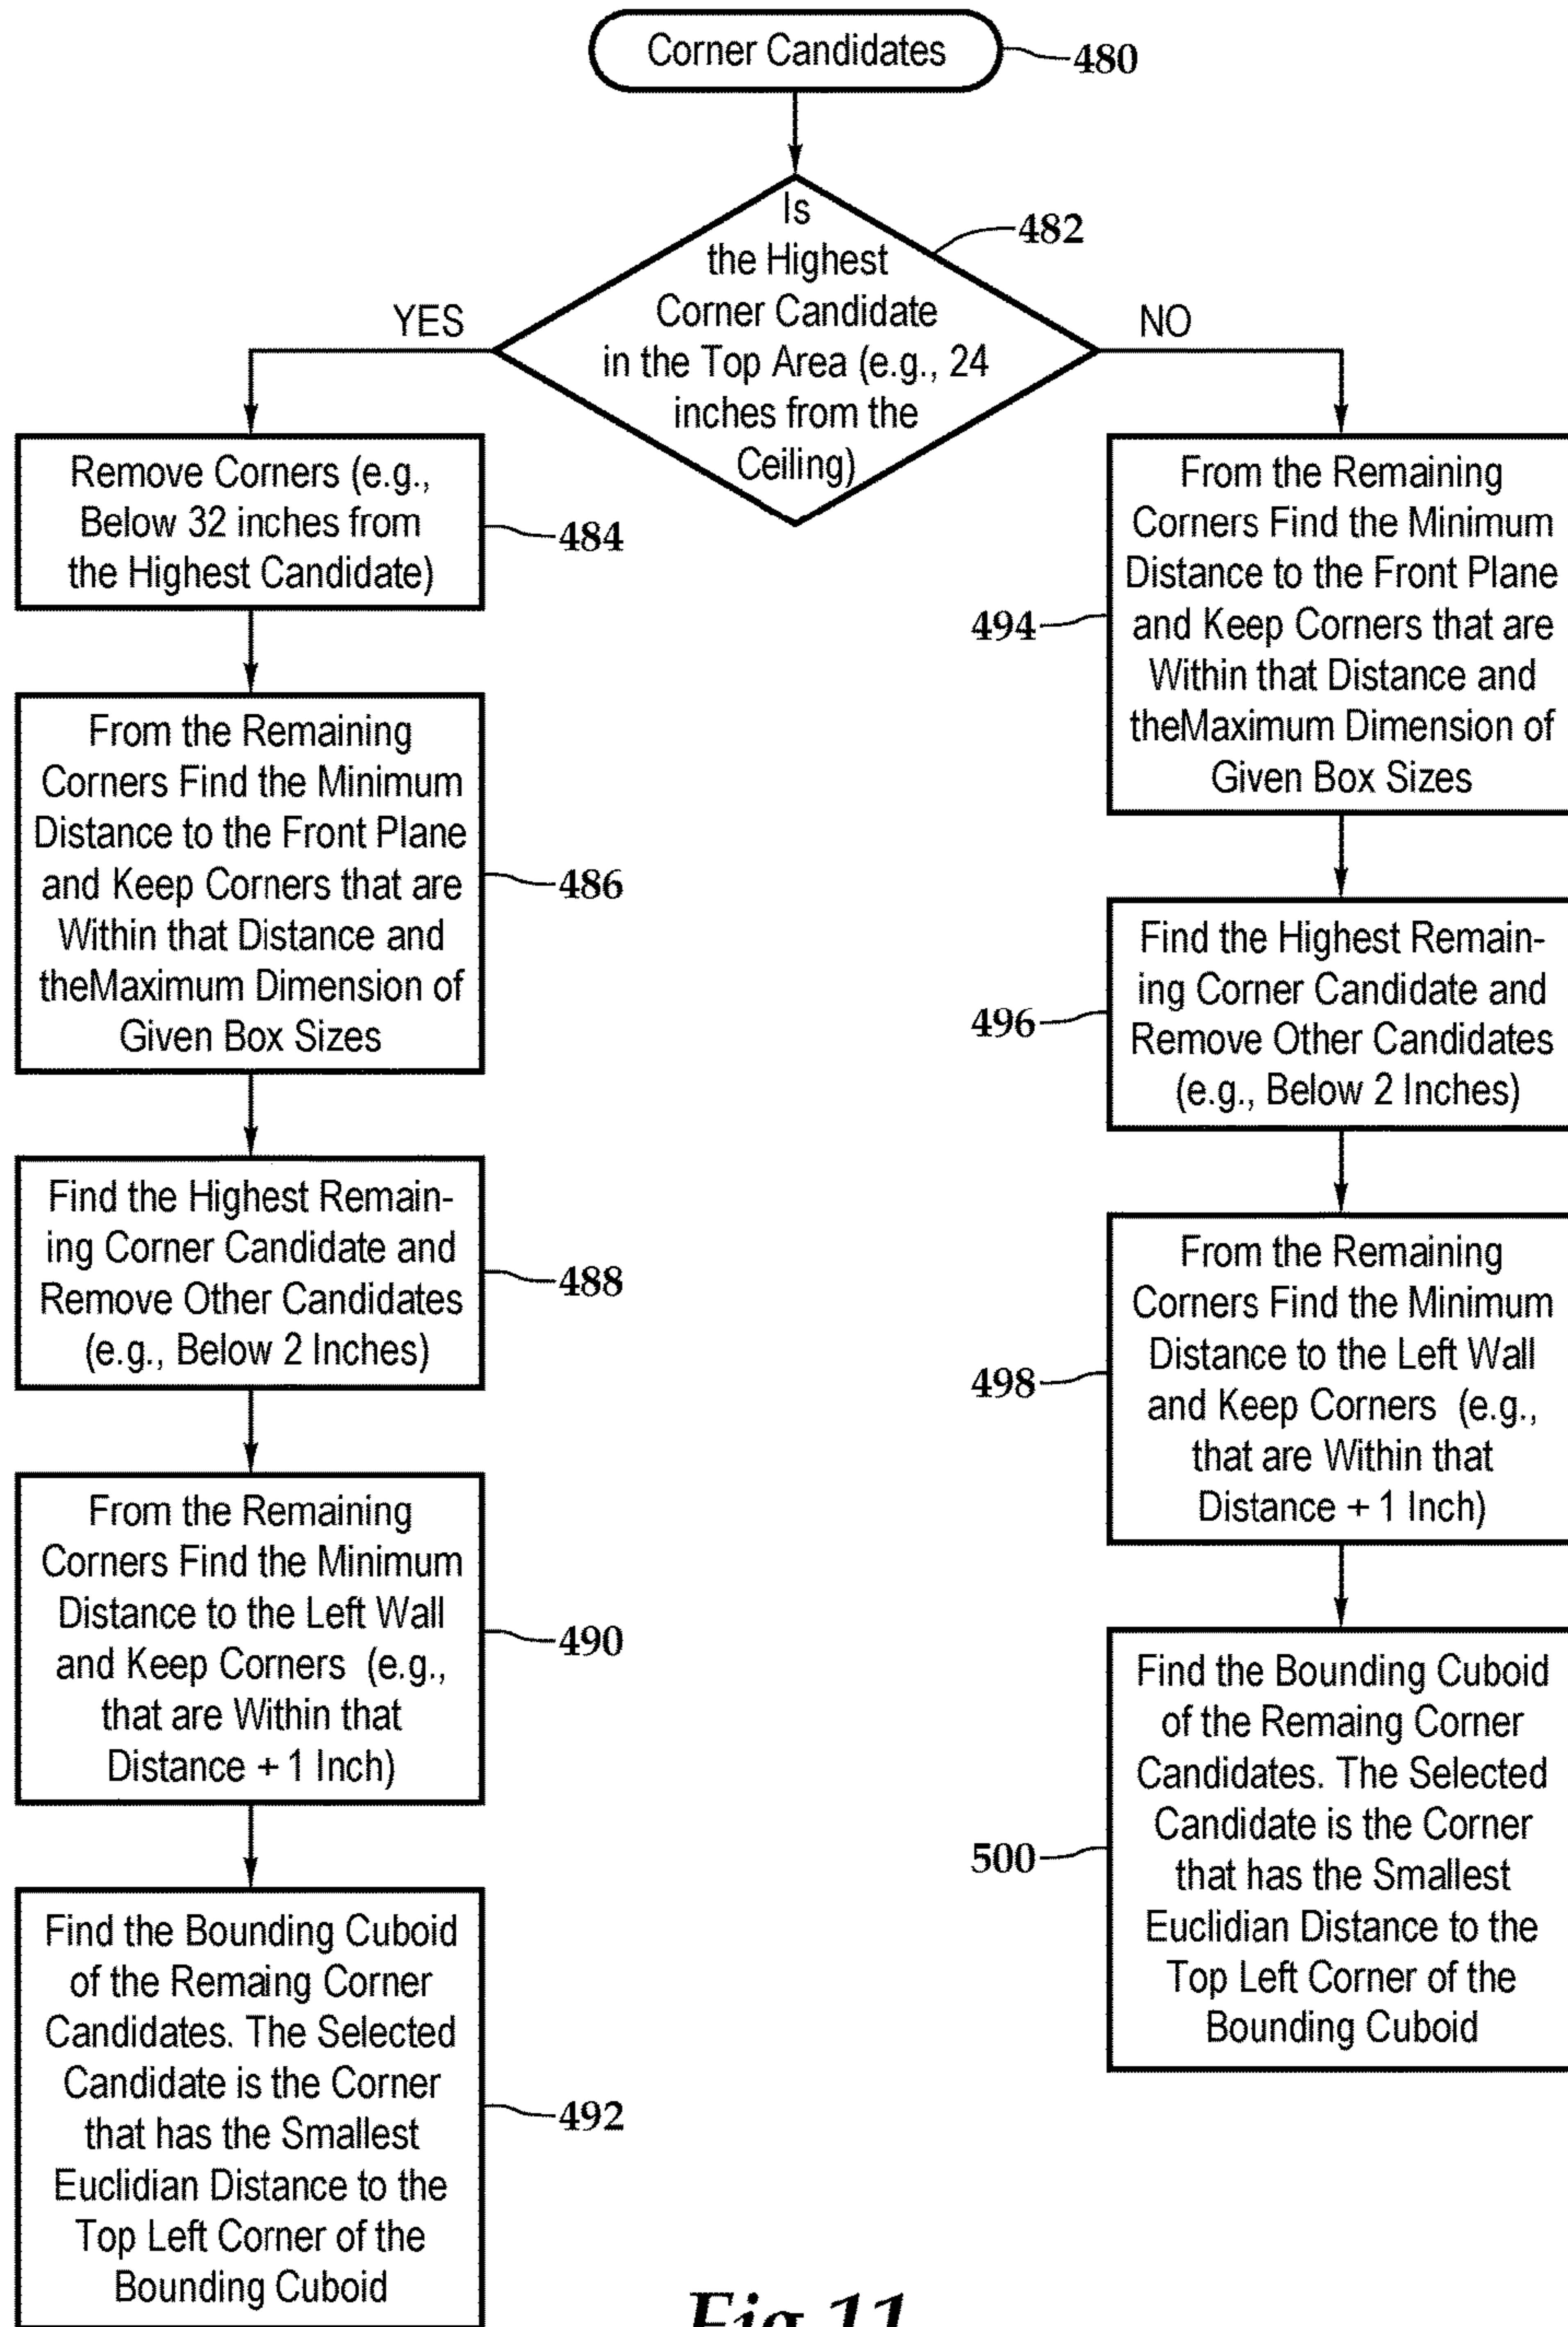 Corner Candidates
480
Is
the Highest
Corner Candidate
in the Top Area (e.g., 24
inches from the
Ceiling)
482
YES
NO
Remove Corners (e.g.,
Below 32 inches from
the Highest Candidate)
484
From the Remaining
Corners Find the Minimum
Distance to the Front Plane
and Keep Corners that are
Within that Distance and
theMaximum Dimension of
Given Box Sizes
486
Find the Highest Remain-
ing Corner Candidate and
Remove Other Candidates
(e.g., Below 2 Inches)
488
From the Remaining
Corners Find the Minimum
Distance to the Left Wall
and Keep Corners (e.g.,
that are Within that
Distance + 1 Inch)
490
Find the Bounding Cuboid
of the Remaing Corner
Candidates. The Selected
Candidate is the Corner
that has the Smallest
Euclidian Distance to the
Top Left Corner of the
Bounding Cuboid
492
From the Remaining
Corners Find the Minimum
Distance to the Front Plane
and Keep Corners that are
Within that Distance and
theMaximum Dimension of
Given Box Sizes
494
Find the Highest Remain-
ing Corner Candidate and
Remove Other Candidates
(e.g., Below 2 Inches)
496
From the Remaining
Corners Find the Minimum
Distance to the Left Wall
and Keep Corners (e.g.,
that are Within that
Distance + 1 Inch)
498
Find the Bounding Cuboid
of the Remaing Corner
Candidates. The Selected
Candidate is the Corner
that has the Smallest
Euclidian Distance to the
Top Left Corner of the
Bounding Cuboid
500
Fig.11